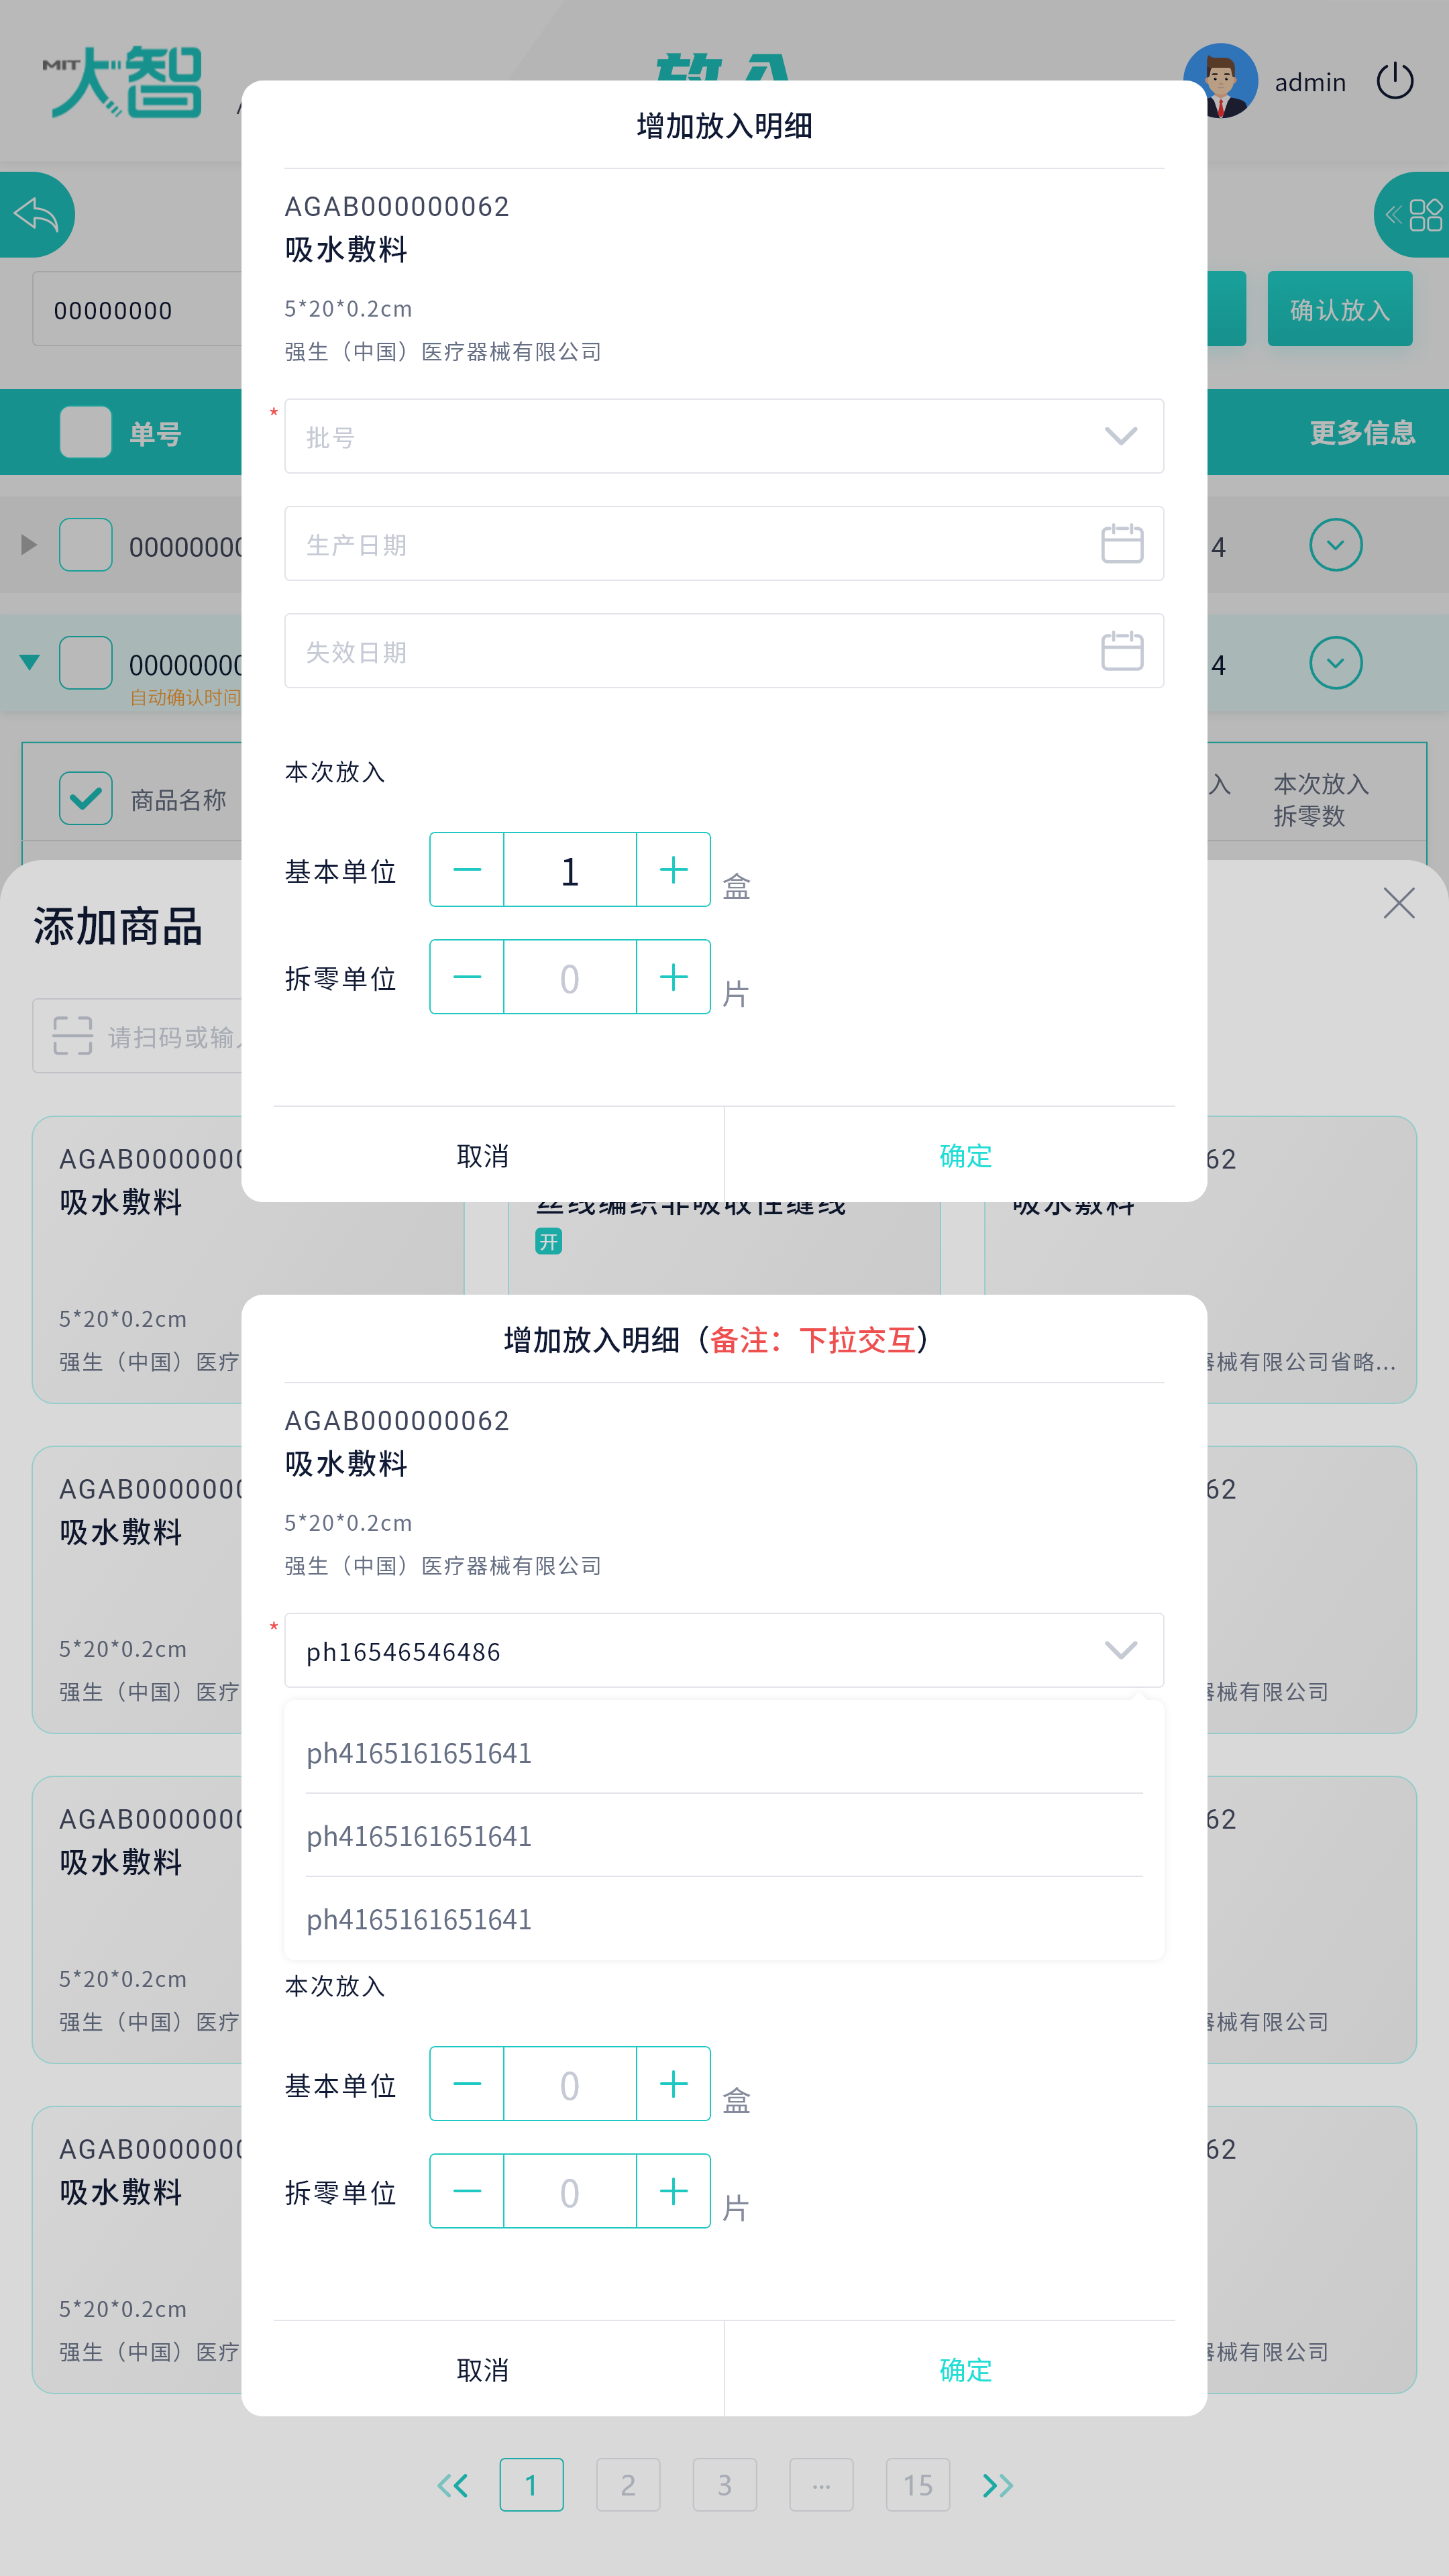 MIT 大智
放入
admin
增加放入明细
AGAB000000062
吸水敷料
00000000
确认放入
5*20*0.2cm
强生（中国）医疗器械有限公司
* 批号
单号
更多信息
生产日期
00000000
4
失效日期
00000000
4
自动确认时间
本次放入
商品名称
入
本次放入
拆零数
基本单位
1
盒
添加商品
拆零单位
0
片
请扫码或输
取消
确定
AGAB0000000
62
吸水敷料
丝线编织非吸收性缝线
吸水敷料
开
5*20*0.2cm
强生（中国）医疗
器械有限公司省略...
增加放入明细（备注：下拉交互）
AGAB000000062
吸水敷料
AGAB0000000
62
吸水敷料
5*20*0.2cm
强生（中国）医疗器械有限公司
5*20*0.2cm
强生（中国）医疗
器械有限公司
* ph16546546486
ph4165161651641
ph4165161651641
ph4165161651641
AGAB0000000
62
吸水敷料
5*20*0.2cm
强生（中国）医疗
器械有限公司
本次放入
基本单位
0
盒
拆零单位
0
片
AGAB0000000
62
吸水敷料
5*20*0.2cm
强生（中国）医疗
器械有限公司
取消
确定
1
2
3
...
15